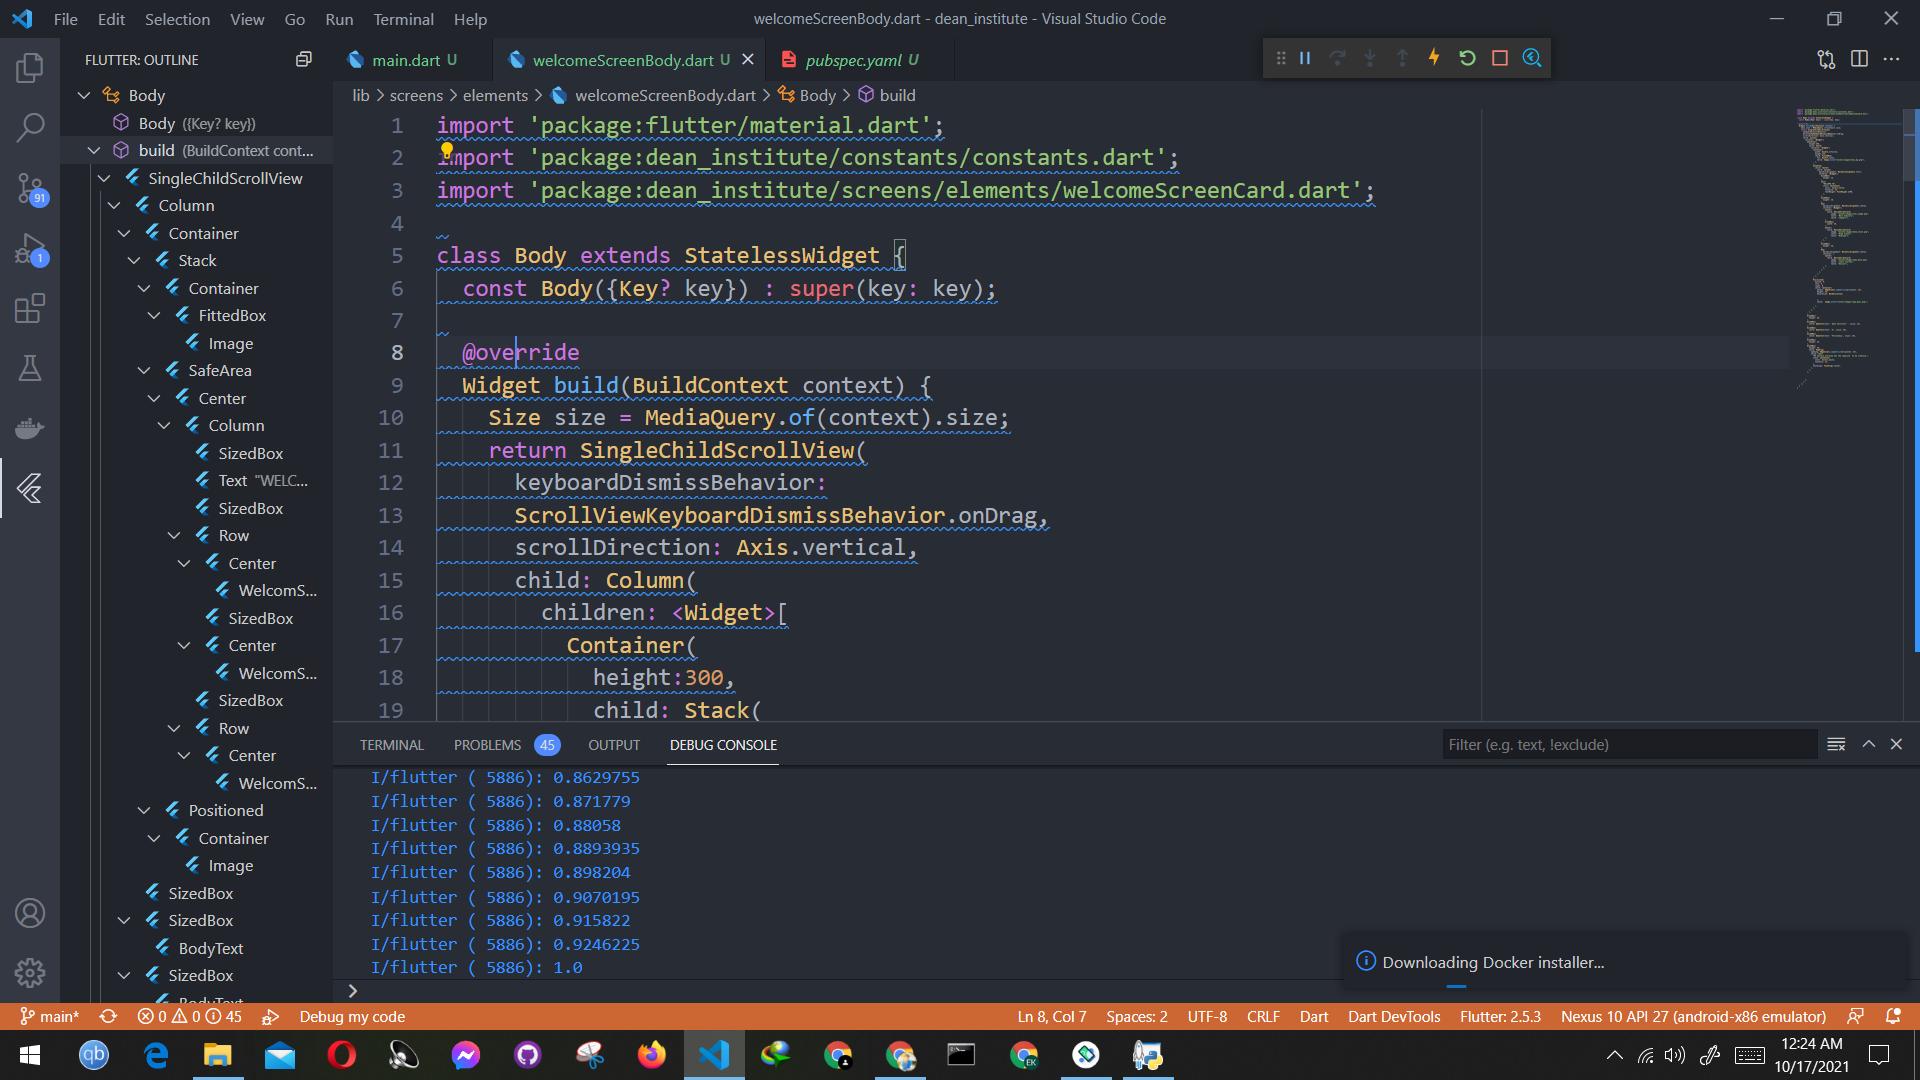 File Edit Selection View Go Run Terminal Help
welcomeScreenBody.dart - dean_institute - Visual Studio Code
FLUTTER: OUTLINE
Body
Body ({Key? key})
build (BuildContext cont...
SingleChildScrollView
Column
Container
Stack
Container
FittedBox
Image
SafeArea
Center
Column
SizedBox
Text "WELC...
SizedBox
Row
Center
WelcomS...
SizedBox
Center
WelcomS...
SizedBox
Row
Center
WelcomS...
Positioned
Container
Image
SizedBox
SizedBox
BodyText
SizedBox
BodyText
91
1
main.dart U
welcomeScreenBody.dart U
pubspec.yaml U
lib > screens > elements > welcomeScreenBody.dart > Body > build
1 import 'package:flutter/material.dart';
2 import 'package:dean_institute/constants/constants.dart';
3 import 'package:dean_institute/screens/elements/welcomeScreenCard.dart';
4
5 class Body extends StatelessWidget {
6 const Body({Key? key}) : super(key: key);
7
8 @override
9 Widget build(BuildContext context) {
10 Size size = MediaQuery.of(context).size;
11 return SingleChildScrollView(
12 keyboardDismissBehavior:
13 ScrollViewKeyboardDismissBehavior.onDrag,
14 scrollDirection: Axis.vertical,
15 child: Column(
16 children: <Widget>[
17 Container(
18 height:300,
19 child: Stack(
TERMINAL PROBLEMS 45 OUTPUT DEBUG CONSOLE
Filter (e.g. text, !exclude)
I/flutter ( 5886): 0.8629755
I/flutter ( 5886): 0.871779
I/flutter ( 5886): 0.88058
I/flutter ( 5886): 0.8893935
I/flutter ( 5886): 0.898204
I/flutter ( 5886): 0.9070195
I/flutter ( 5886): 0.915822
I/flutter ( 5886): 0.9246225
I/flutter ( 5886): 1.0
>
Downloading Docker installer...
main* 0 0 45 Debug my code
Ln 8, Col 7 Spaces: 2 UTF-8 CRLF Dart Dart DevTools Flutter: 2.5.3 Nexus 10 API 27 (android-x86 emulator)
qb
EK
12:24 AM
10/17/2021